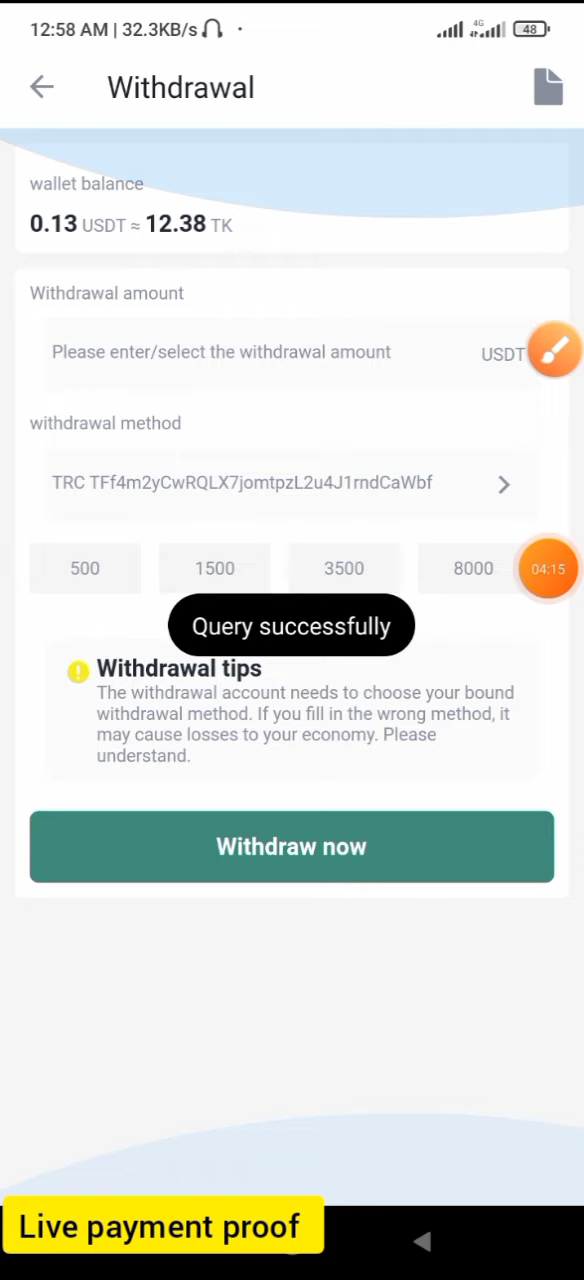 12:58 AM | 32.3KB/s
4G
48
Withdrawal
wallet balance
0.13 USDT ≈ 12.38 TK
Withdrawal amount
Please enter/select the withdrawal amount USDT
withdrawal method
TRC TFf4m2yCwRQLX7jomtpzL2u4J1rndCaWbf
500 1500 3500 8000 04:15
Query successfully
Withdrawal tips
The withdrawal account needs to choose your bound
withdrawal method. If you fill in the wrong method, it
may cause losses to your economy. Please
understand.
Withdraw now
Live payment proof